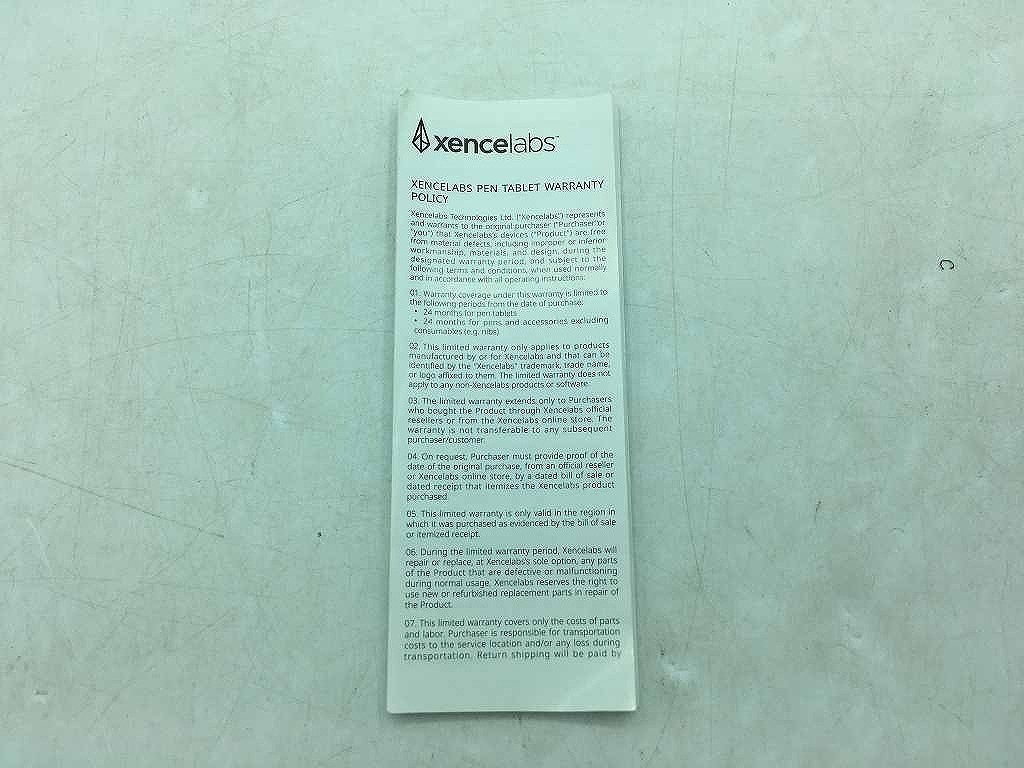 xencelabs™
XENCELABS PEN TABLET WARRANTY
POLICY
Xencelabs Technologies Ltd. ("Xencelabs") represents
and warrants to the original purchaser ("Purchaser or
"you") that Xencelabs's devices ("Product") are free
from material defects, including improper or inferior
workmanship, materials, and design, during the
designated warranty period, and subject to the
following terms and conditions, when used normally
and in accordance with all operating instructions:
01. Warranty coverage under this warranty is limited to
the following periods from the date of purchase:
• 24 months for pen tablets
• 24 months for pens and accessories excluding
consumables (e.g. nibs)
02. This limited warranty only applies to products
manufactured by or for Xencelabs and that can be
identified by the "Xencelabs" trademark, trade name,
or logo affixed to them. The limited warranty does not
apply to any non-Xencelabs products or software.
03. The limited warranty extends only to Purchasers
who bought the Product through Xencelabs official
resellers or from the Xencelabs online store. The
warranty is not transferable to any subsequent
purchaser/customer.
04. On request, Purchaser must provide proof of the
date of the original purchase, from an official reseller
or Xencelabs online store, by a dated bill of sale or
dated receipt that itemizes the Xencelabs product
purchased.
05. This limited warranty is only valid in the region in
which it was purchased as evidenced by the bill of sale
or itemized receipt.
06. During the limited warranty period, Xencelabs will
repair or replace, at Xencelabs's sole option, any parts
of the Product that are defective or malfunctioning
during normal usage. Xencelabs reserves the right to
use new or refurbished replacement parts in repair of
the Product.
07. This limited warranty covers only the costs of parts
and labor. Purchaser is responsible for transportation
costs to the service location and/or any loss during
transportation. Return shipping will be paid by